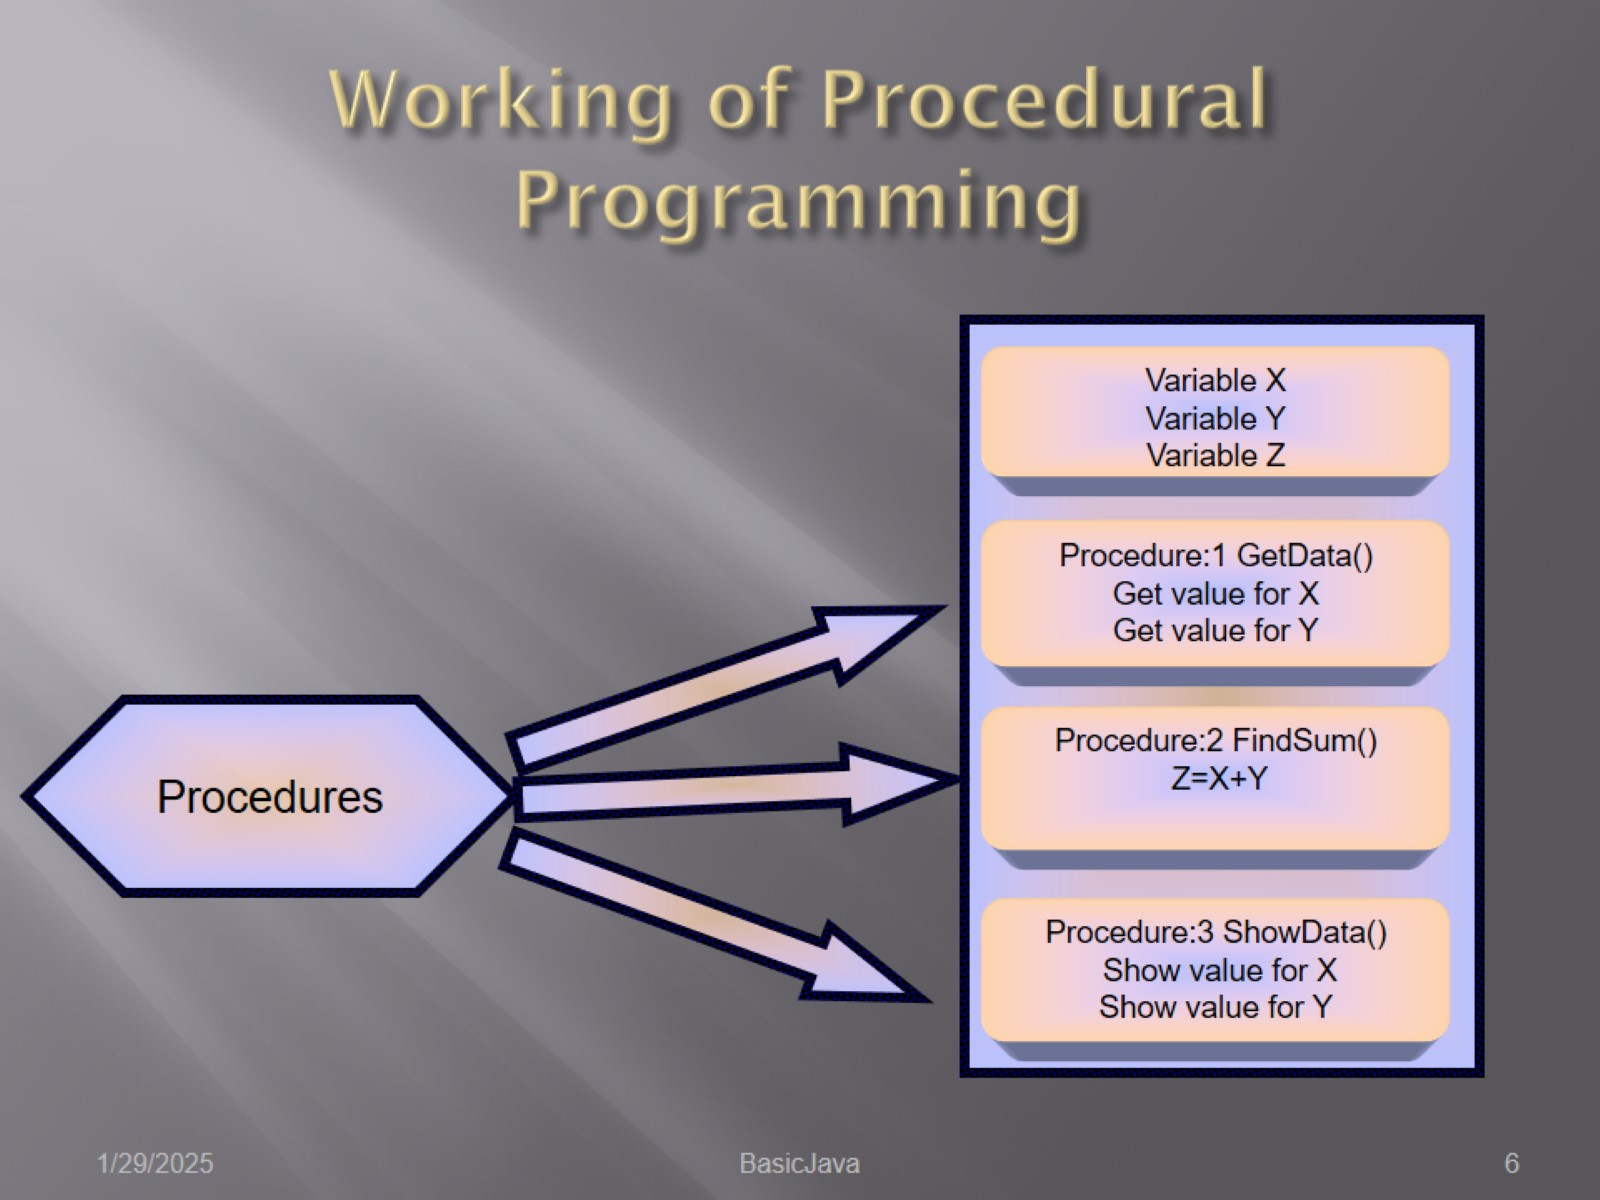 Working of Procedural
Programming
Variable X
Variable Y
Variable Z
Procedure:1 GetData()
Get value for X
Get value for Y
Procedures
Procedure:2 FindSum()
Z=X+Y
Procedure:3 ShowData()
Show value for X
Show value for Y
1/29/2025
BasicJava
6